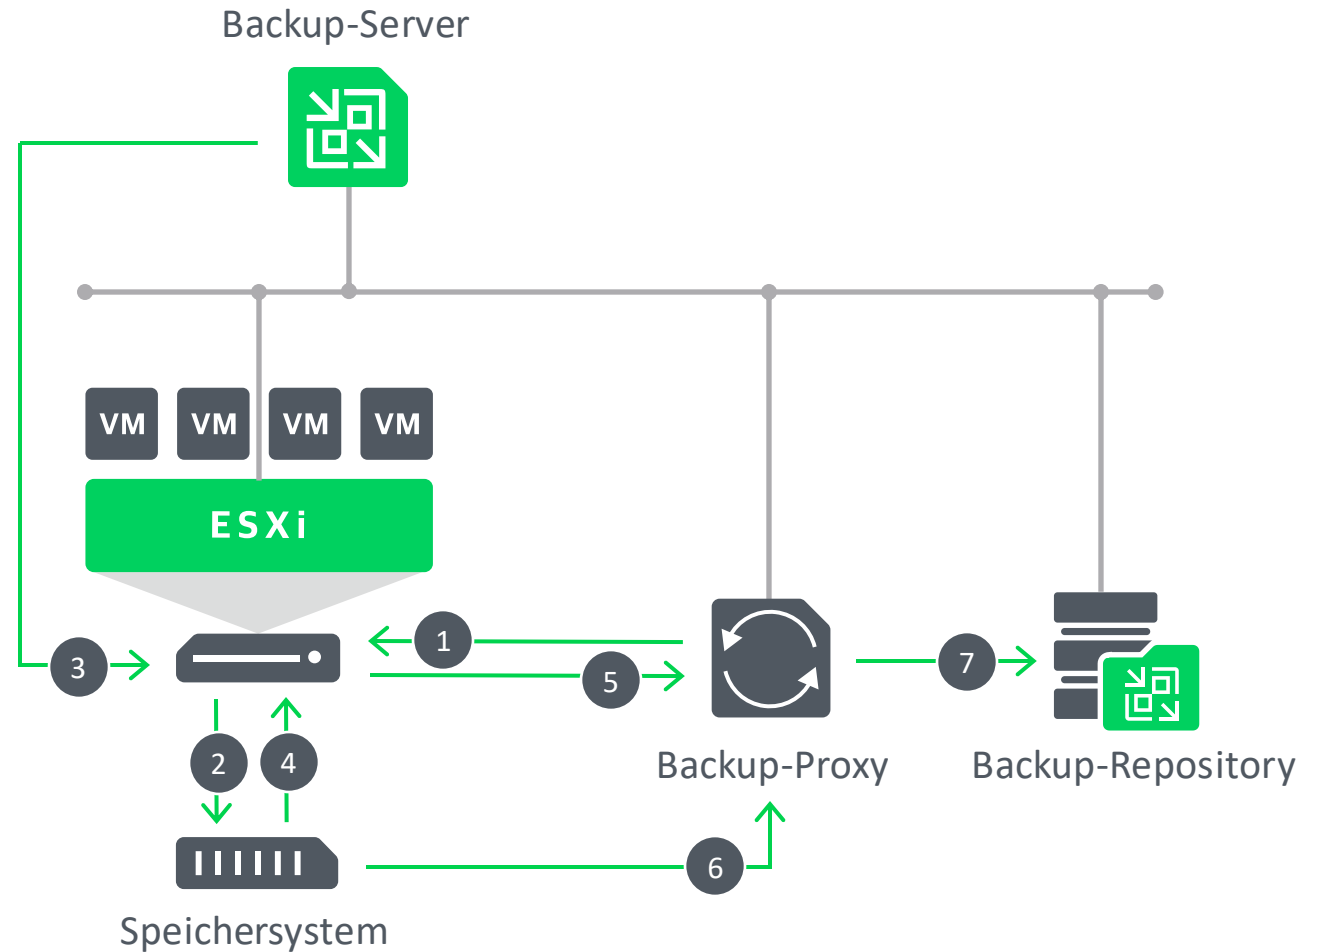 Backup-Server
VM VM VM VM
ESXi
1
3
5
7
2 4
Backup-Proxy
Backup-Repository
6
Speichersystem